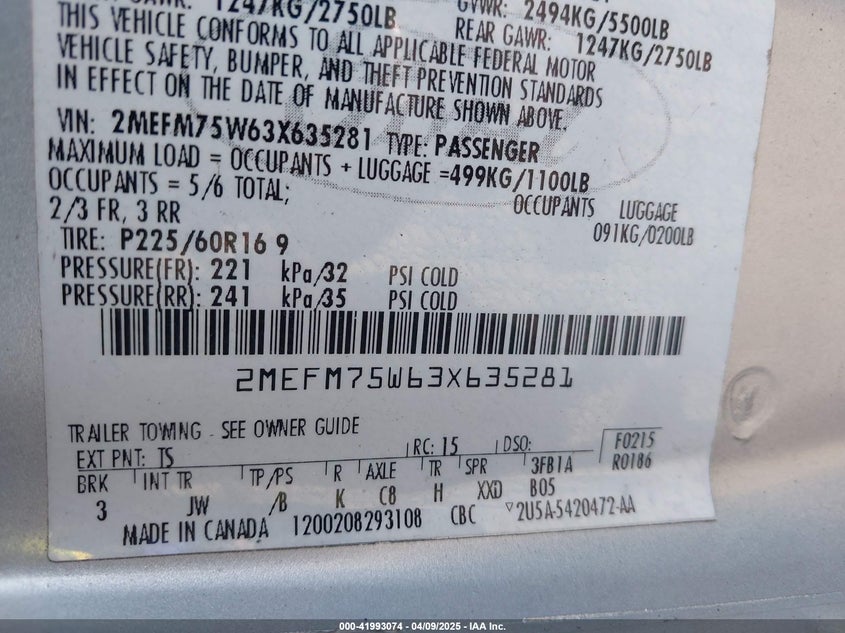 1247KG/2750LB
GVWR: 2494KG/5500LB
REAR GAWR: 1247KG/2750LB
THIS VEHICLE CONFORMS TO ALL APPLICABLE FEDERAL MOTOR
VEHICLE SAFETY, BUMPER, AND THEFT PREVENTION STANDARDS
IN EFFECT ON THE DATE OF MANUFACTURE SHOWN ABOVE.
VIN: 2MEFM75W63X635281 TYPE: PASSENGER
MAXIMUM LOAD = OCCUPANTS + LUGGAGE =499KG/1100LB
OCCUPANTS = 5/6 TOTAL; OCCUPANTS LUGGAGE
2/3 FR, 3 RR 091KG/0200LB
TIRE: P225/60R16 9
PRESSURE(FR): 221 kPa/32 PSI COLD
PRESSURE(RR): 241 kPa/35 PSI COLD
2MEFM75W63X635281
TRAILER TOWING - SEE OWNER GUIDE
EXT PNT: TS RC: 15 DSO: F0215
BRK INT TR TP/PS R AXLE TR SPR 3FB1A R0186
3 JW /B K C8 H XXD B05
MADE IN CANADA 1200208293108 CBC 2U5A-5420472-AA
000-41993074 - 04/09/2025 - IAA Inc.